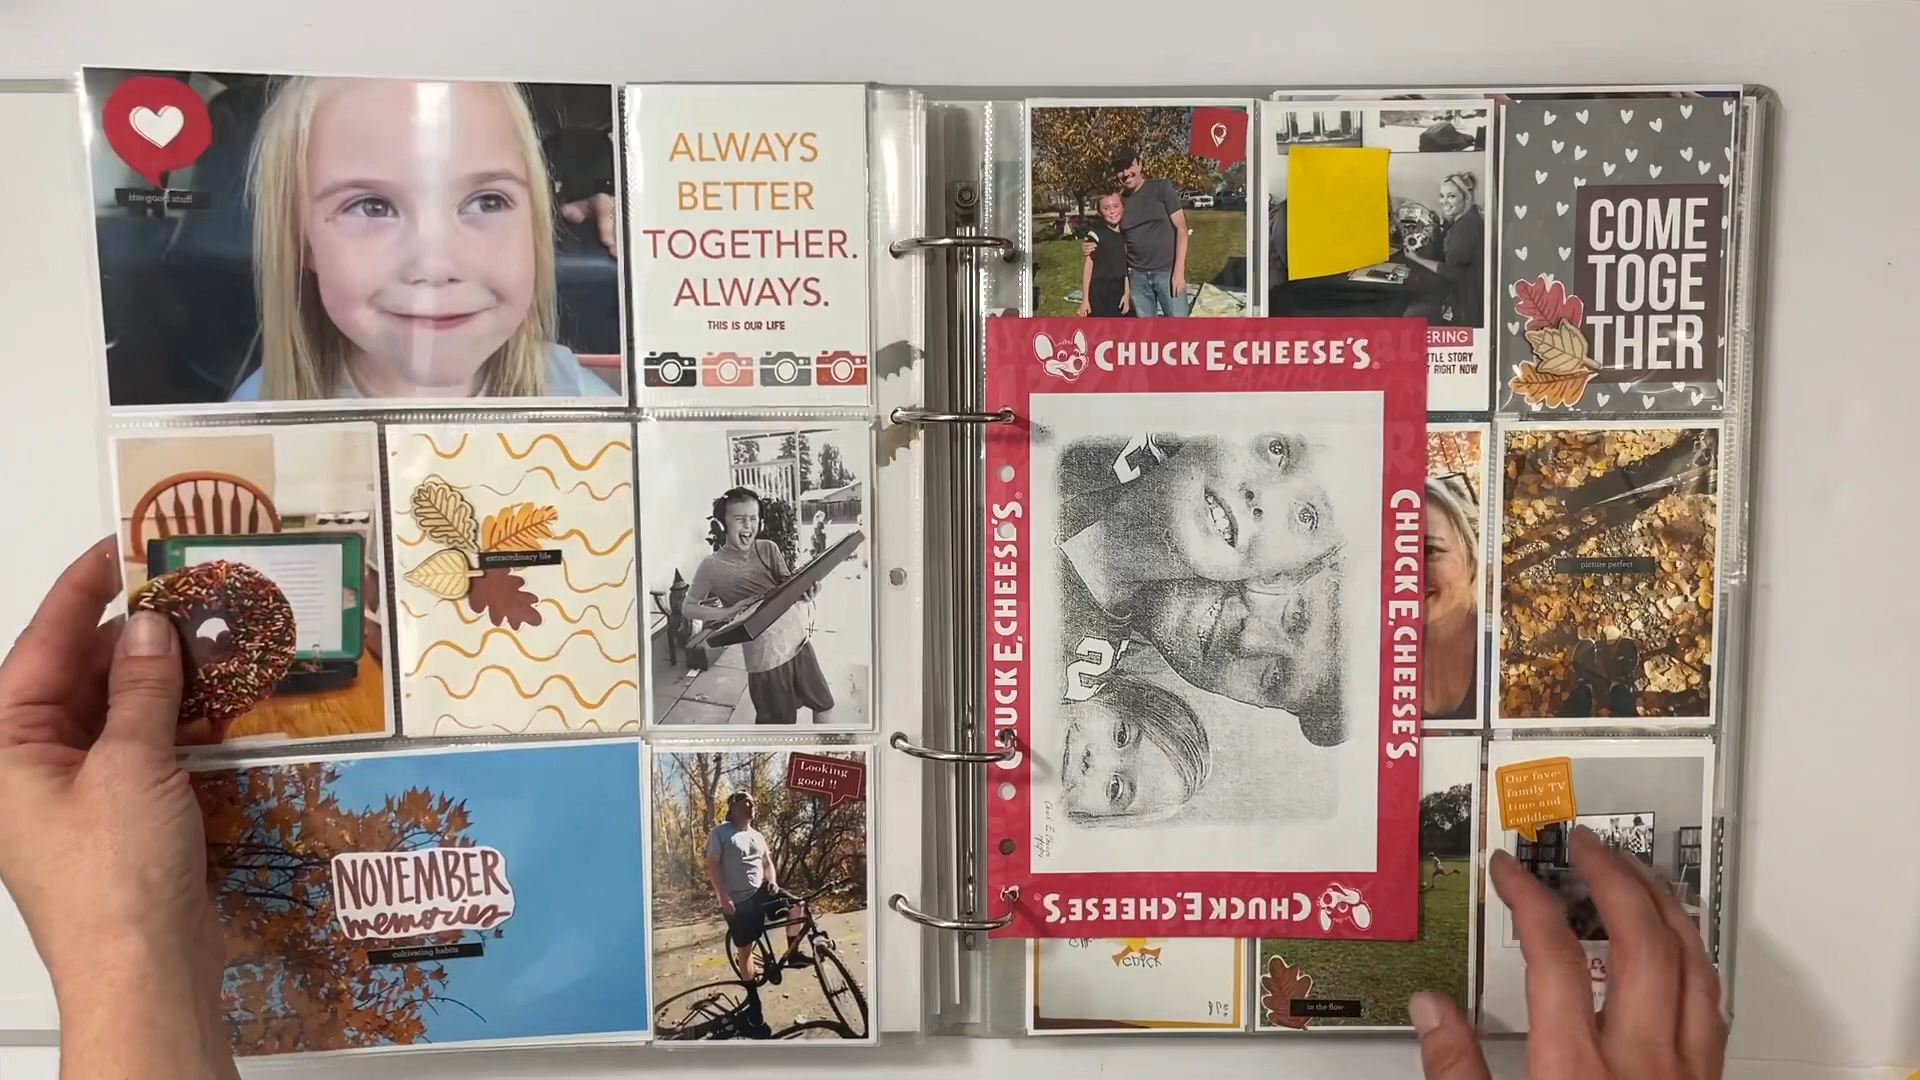 the good stuff
ALWAYS
BETTER
TOGETHER.
ALWAYS.
THIS IS OUR LIFE
extraordinary life
NOVEMBER
memories
cultivating habits
Looking
good !!
CHUCK E. CHEESE'S®
CHUCK E. CHEESE'S®
CHUCK E. CHEESE'S®
CHUCK E. CHEESE'S®
ERING
TTLE STORY
T RIGHT NOW
COME
TOGE
THER
picture perfect
Our fave:
family TV
time and
cuddles.
chick
in the flow